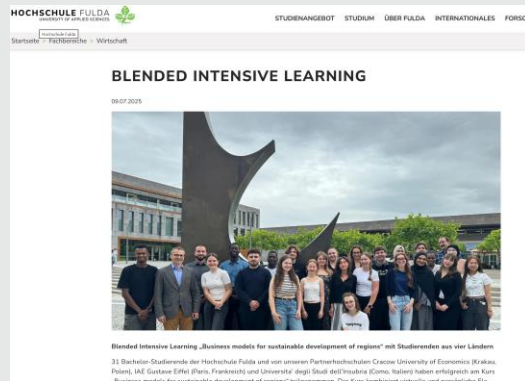 HOCHSCHULE FULDA
UNIVERSITY OF APPLIED SCIENCES
STUDIENANGEBOT STUDIUM ÜBER FULDA INTERNATIONALES FORSC
Hochschule Fulda
Startseite > Fachbereiche > Wirtschaft
BLENDED INTENSIVE LEARNING
09.07.2025
Blended Intensive Learning „Business models for sustainable development of regions“ mit Studierenden aus vier Ländern
31 Bachelor-Studierende der Hochschule Fulda und von unseren Partnerhochschulen Cracow University of Economics (Krakau,
Polen), IAE Gustave Eiffel (Paris, Frankreich) und Universita' degli Studi dell'Insubria (Como, Italien) haben erfolgreich am Kurs